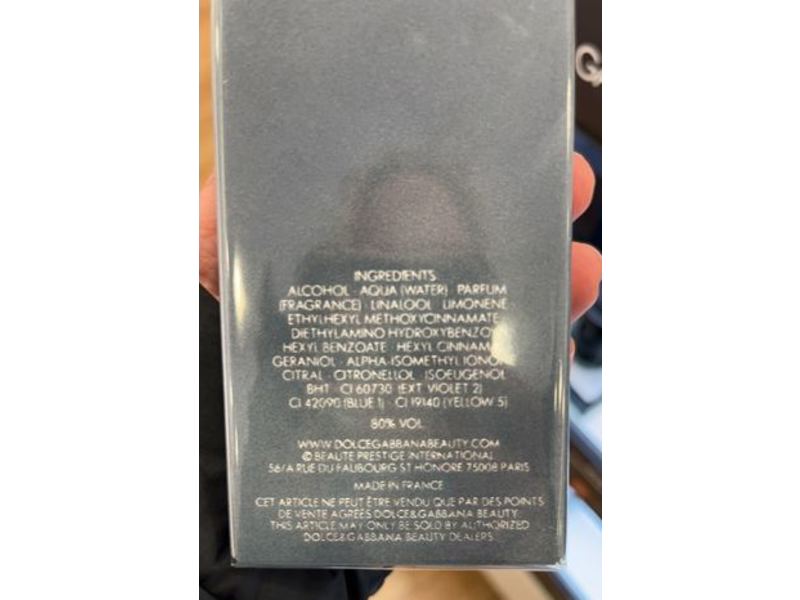 INGREDIENTS
ALCOHOL · AQUA (WATER) · PARFUM
(FRAGRANCE) · LINALOOL · LIMONENE
ETHYLHEXYL METHOXYCINNAMATE
DIETHYLAMINO HYDROXYBENZO
HEXYL BENZOATE · HEXYL CINNAM
GERANIOL · ALPHA-ISOMETHYL IONO
CITRAL · CITRONELLOL · ISOEUGENOL
BHT · CI 60730 (EXT VIOLET 2)
CI 42090 (BLUE 1) · CI 19140 (YELLOW 5)
80% VOL
WWW.DOLCEGABBANABEAUTY.COM
© BEAUTE PRESTIGE INTERNATIONAL
56/A RUE DU FAUBOURG ST HONORE 75008 PARIS
MADE IN FRANCE
CET ARTICLE NE PEUT ÊTRE VENDU QUE PAR DES POINTS
DE VENTE AGRÉÉS DOLCE&GABBANA BEAUTY.
THIS ARTICLE MAY ONLY BE SOLD BY AUTHORIZED
DOLCE&GABBANA BEAUTY DEALERS.